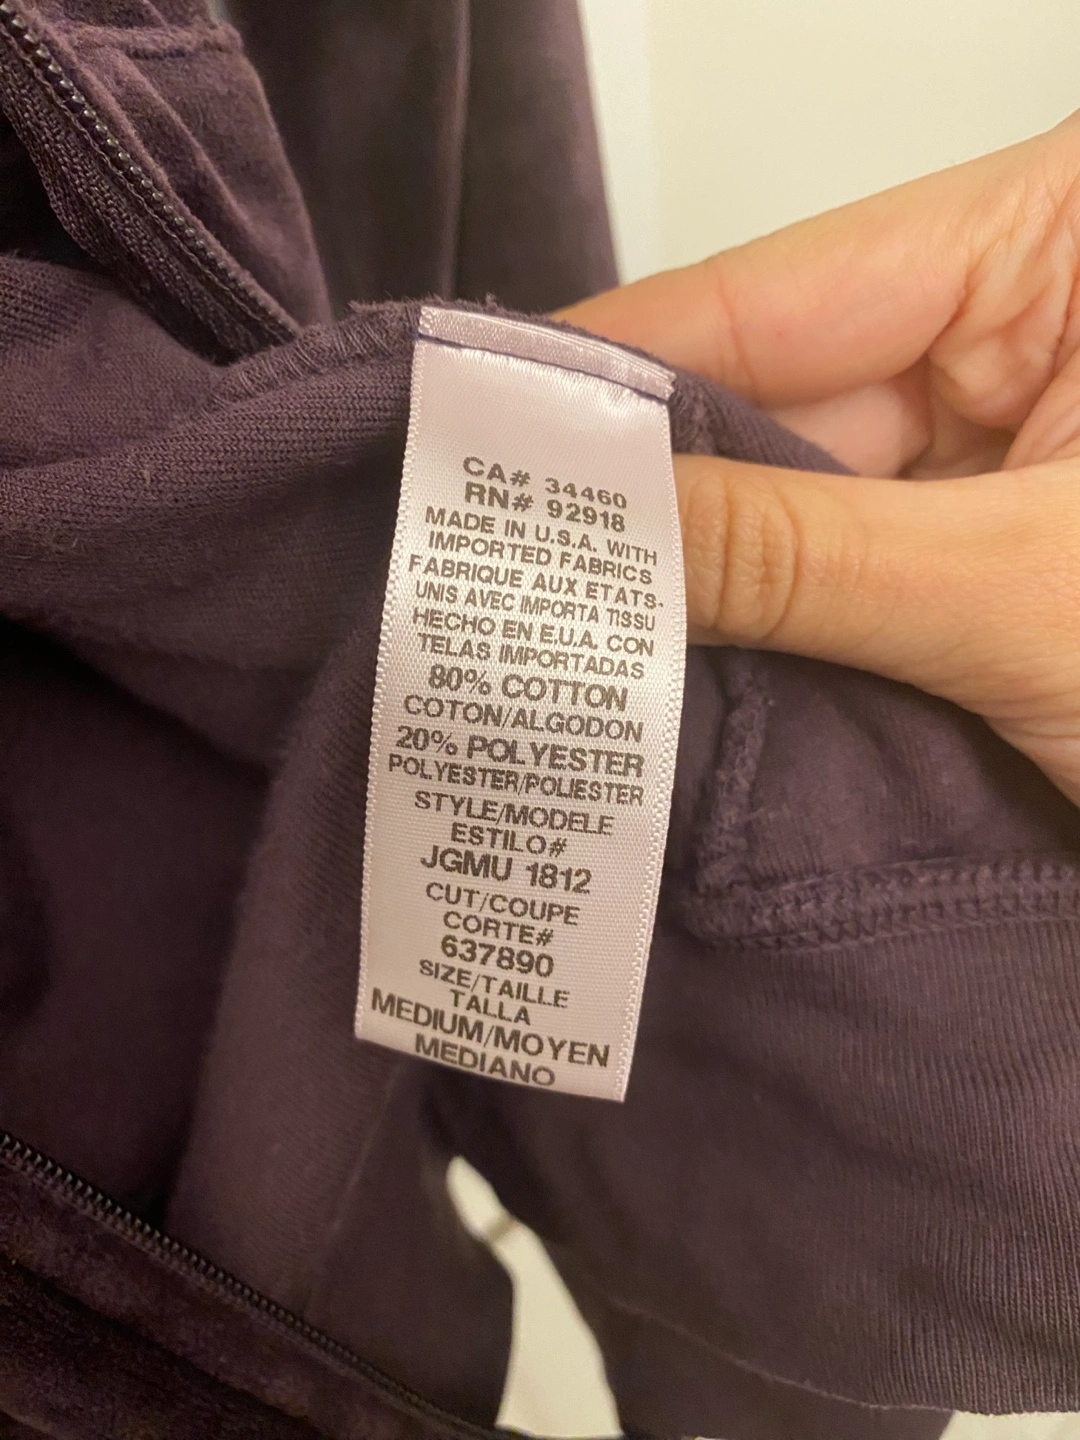 CA# 34460
RN# 92918
MADE IN U.S.A. WITH
IMPORTED FABRICS
FABRIQUE AUX ETATS-
UNIS AVEC IMPORTA TISSU
HECHO EN E.U.A. CON
TELAS IMPORTADAS
80% COTTON
COTON/ALGODON
20% POLYESTER
POLYESTER/POLIESTER
STYLE/MODELE
ESTILO#
JGMU 1812
CUT/COUPE
CORTE#
637890
SIZE/TAILLE
TALLA
MEDIUM/MOYEN
MEDIANO